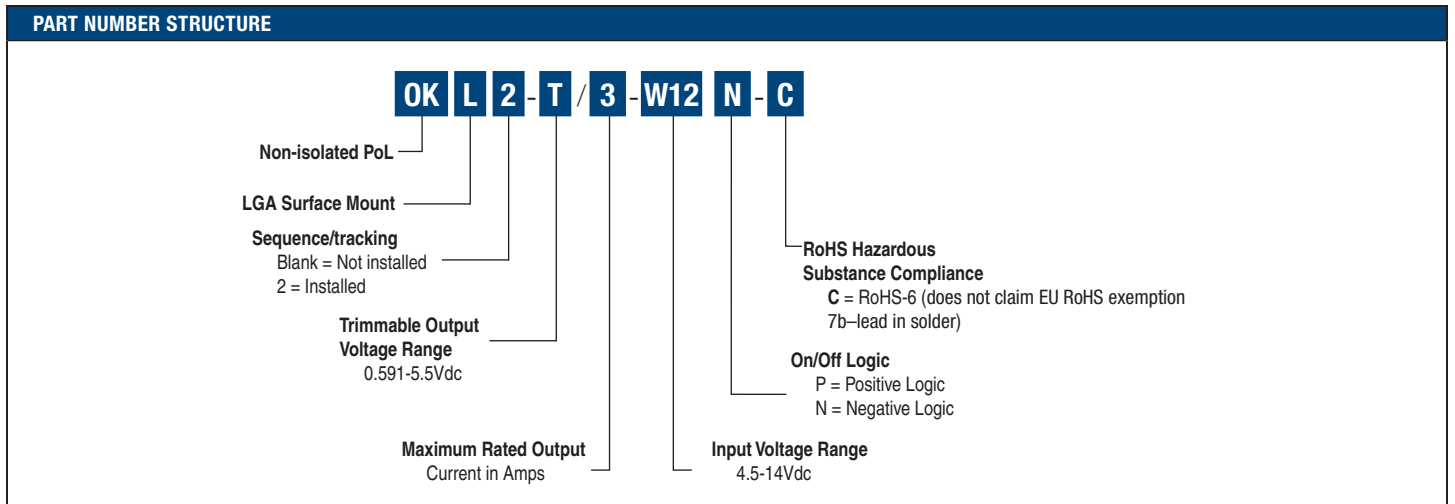 PART NUMBER STRUCTURE
OK L 2 - T / 3 - W12 N - C
Non-isolated PoL
LGA Surface Mount
Sequence/tracking
Blank = Not installed
2 = Installed
Trimmable Output
Voltage Range
0.591-5.5Vdc
Maximum Rated Output
Current in Amps
RoHS Hazardous
Substance Compliance
C = RoHS-6 (does not claim EU RoHS exemption
7b–lead in solder)
On/Off Logic
P = Positive Logic
N = Negative Logic
Input Voltage Range
4.5-14Vdc